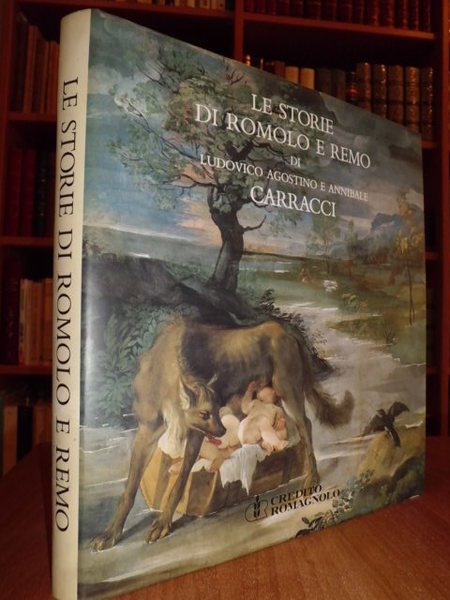 LE STORIE DI ROMOLO E REMO
LE STORIE
DI ROMOLO E REMO
DI
LUDOVICO AGOSTINO E ANNIBALE
CARRACCI
CREDITO
ROMAGNOLO